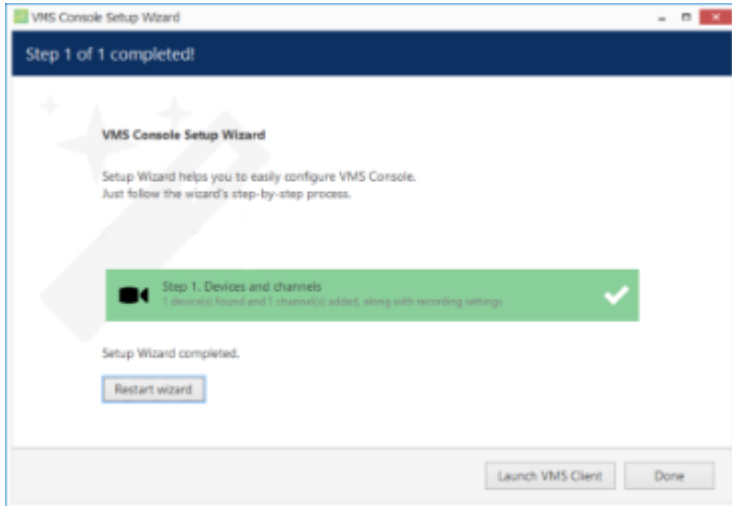 VMS Console Setup Wizard
Step 1 of 1 completed!
VMS Console Setup Wizard
Setup Wizard helps you to easily configure VMS Console.
Just follow the wizard's step-by-step process.
Step 1. Devices and channels
1 device(s) found and 1 channel(s) added, along with recording settings
Setup Wizard completed.
Restart wizard
Launch VMS Client
Done